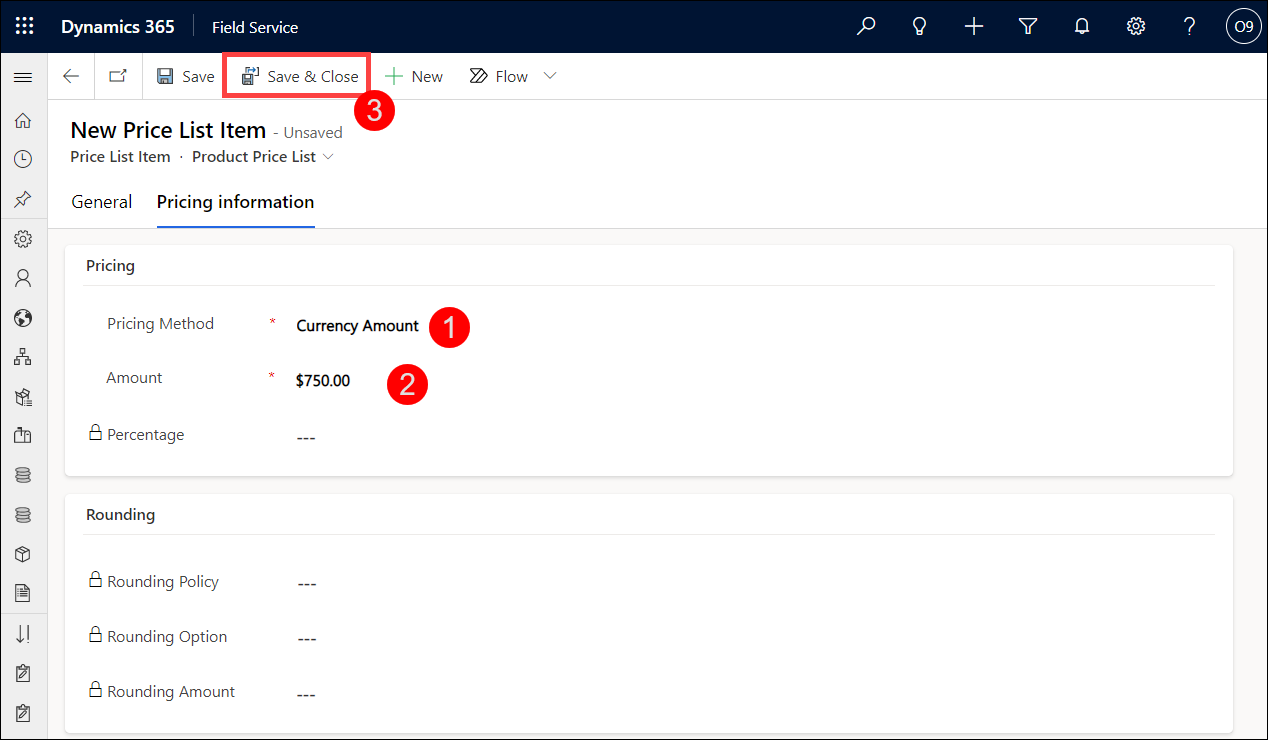 Dynamics 365 Field Service O9
Save Save & Close New Flow
3
New Price List Item - Unsaved
Price List Item · Product Price List
General Pricing information
Pricing
Pricing Method * Currency Amount 1
Amount * $750.00 2
Percentage ---
Rounding
Rounding Policy ---
Rounding Option ---
Rounding Amount ---